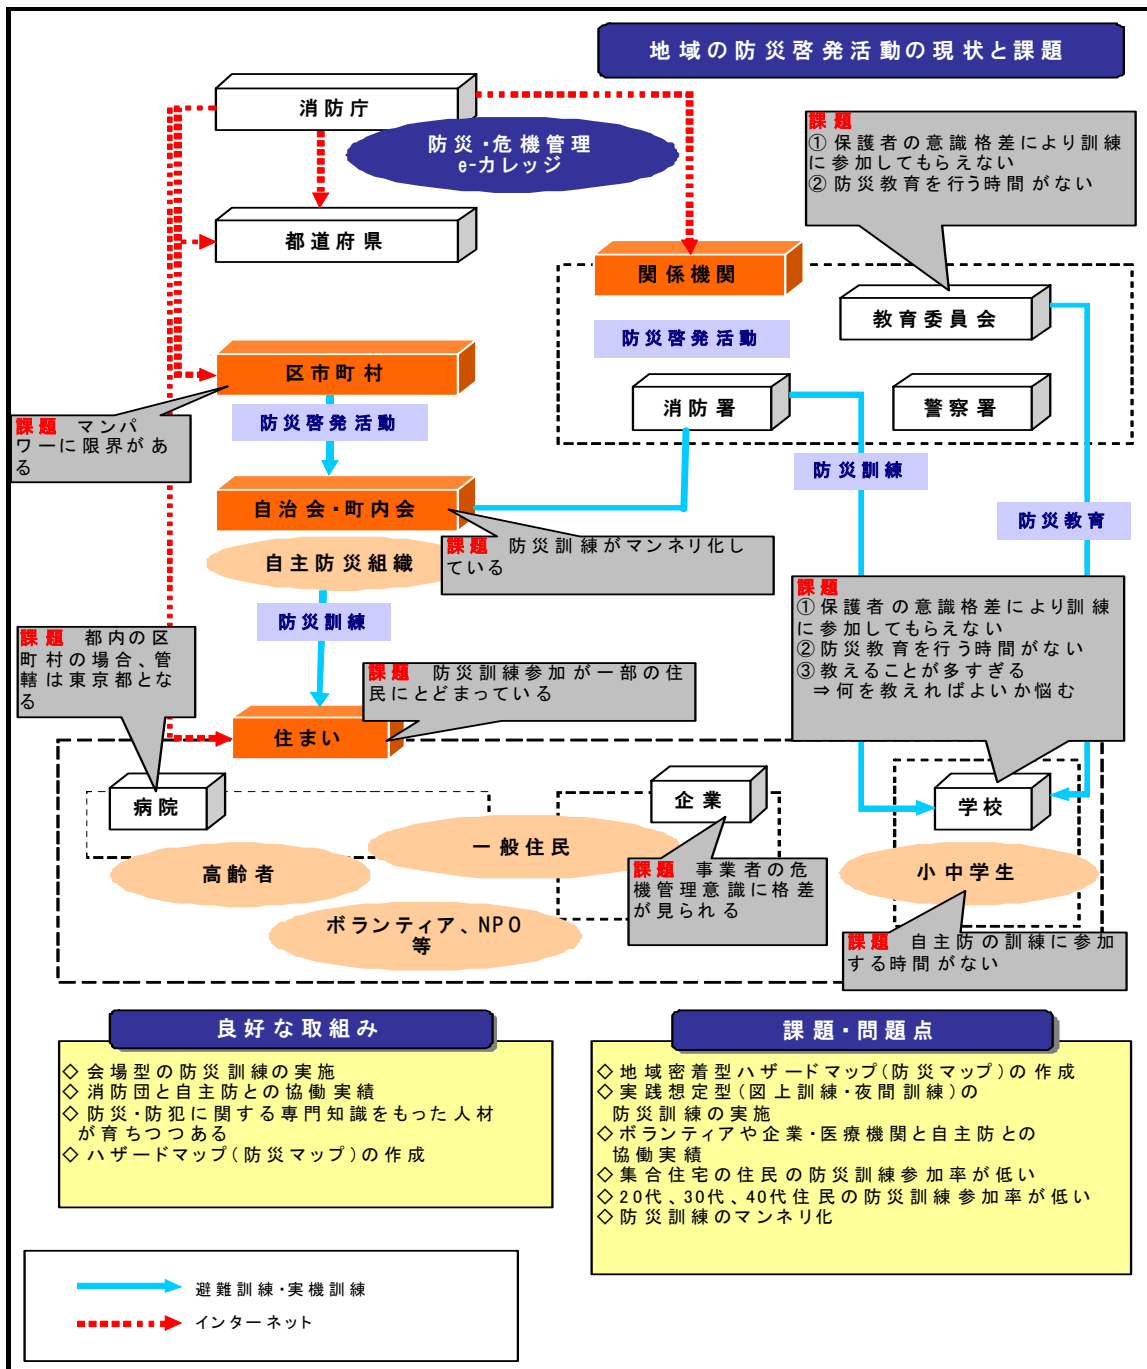 地域の防災啓発活動の現状と課題
消防庁
防災・危機管理
e-カレッジ
都道府県
課題
① 保護者の意識格差により訓練
に参加してもらえない
② 防災教育を行う時間がない
関係機関
教育委員会
防災啓発活動
消防署
警察署
区市町村
課題 マンパ
ワーに限界があ
る
防災啓発活動
防災訓練
防災教育
自治会・町内会
課題 防災訓練がマンネリ化し
ている
自主防災組織
防災訓練
課題
① 保護者の意識格差により訓練
に参加してもらえない
② 防災教育を行う時間がない
③ 教えることが多すぎる
⇒何を教えればよいか悩む
課題 都内の区
町村の場合、管
轄は東京都とな
る
課題 防災訓練参加が一部の住
民にとどまっている
住まい
病院
企業
学校
一般住民
高齢者
課題 事業者の危
機管理意識に格差
が見られる
小中学生
ボランティア、NPO
等
課題 自主防の訓練に参加
する時間がない
良好な取組み
◇ 会場型の防災訓練の実施
◇ 消防団と自主防との協働実績
◇ 防災・防犯に関する専門知識をもった人材
が育ちつつある
◇ ハザードマップ(防災マップ)の作成
課題・問題点
◇ 地域密着型ハザードマップ(防災マップ)の作成
◇ 実践想定型(図上訓練・夜間訓練)の
防災訓練の実施
◇ ボランティアや企業・医療機関と自主防との
協働実績
◇ 集合住宅の住民の防災訓練参加率が低い
◇ 20代、30代、40代住民の防災訓練参加率が低い
◇ 防災訓練のマンネリ化
避難訓練・実機訓練
インターネット